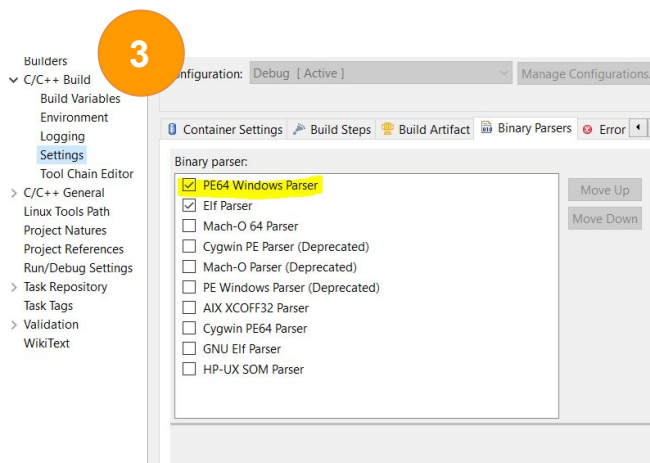 3
Builders
C/C++ Build
Build Variables
Environment
Logging
Settings
Tool Chain Editor
C/C++ General
Linux Tools Path
Project Natures
Project References
Run/Debug Settings
Task Repository
Task Tags
Validation
WikiText
onfiguration: Debug [ Active ] Manage Configurations.
Container Settings Build Steps Build Artifact Binary Parsers Error
Binary parser:
PE64 Windows Parser
Elf Parser
Mach-O 64 Parser
Cygwin PE Parser (Deprecated)
Mach-O Parser (Deprecated)
PE Windows Parser (Deprecated)
AIX XCOFF32 Parser
Cygwin PE64 Parser
GNU Elf Parser
HP-UX SOM Parser
Move Up
Move Down